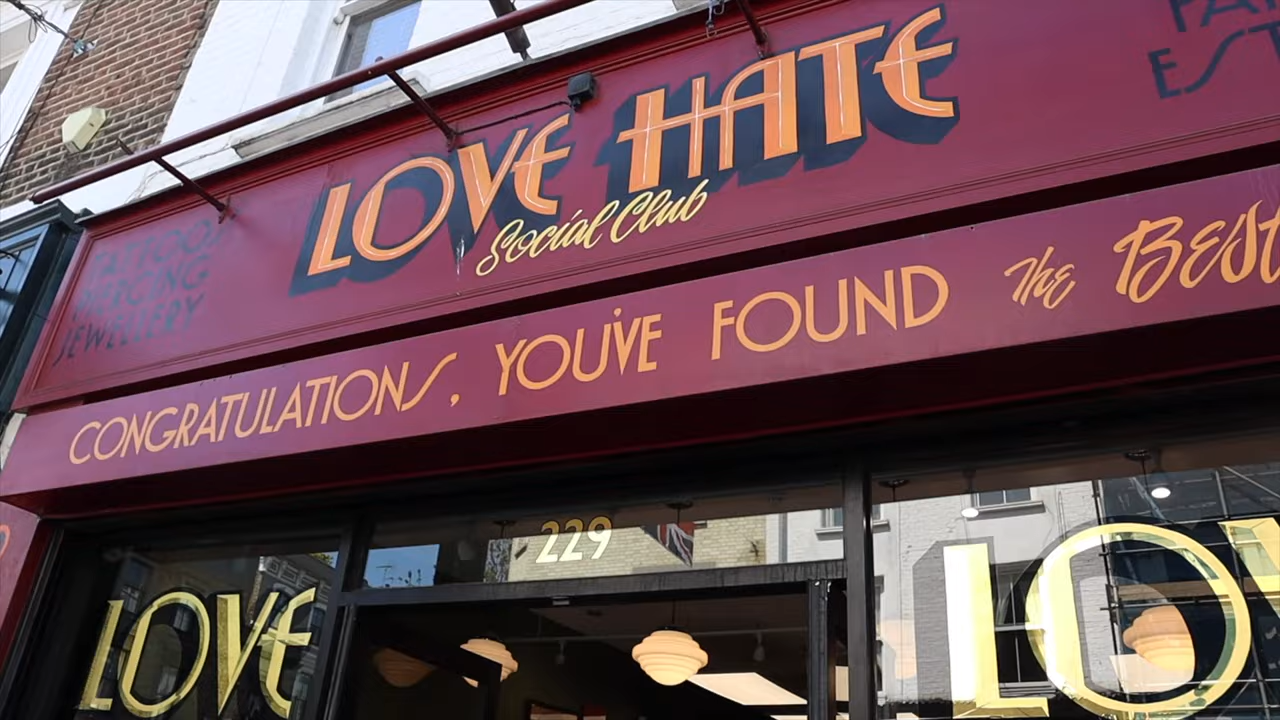 LOVE HATE
Social Club
TATTOO
PIERCING
JEWELLERY
CONGRATULATIONS, YOU'VE FOUND The BEST
229
LOVE
LO